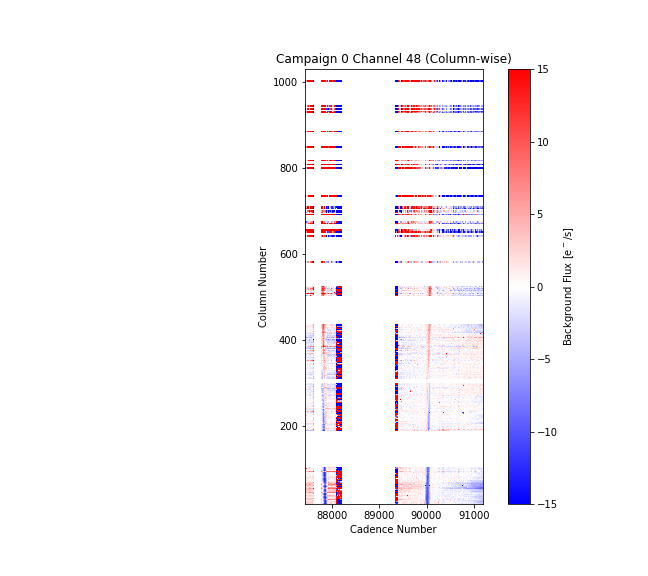 Campaign 0 Channel 48 (Column-wise)
1000
800
600
400
200
Column Number
88000 89000 90000 91000
Cadence Number
15
10
5
0
−5
−10
−15
Background Flux [e⁻/s]